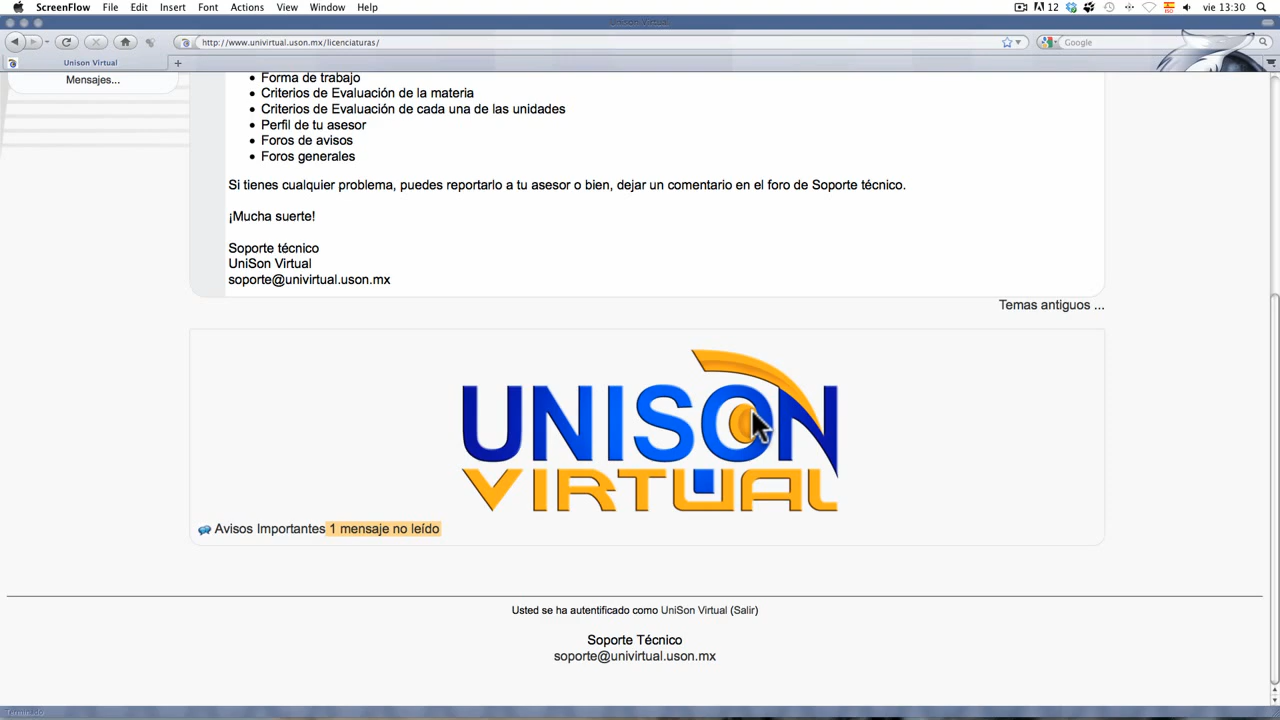 ScreenFlow File Edit Insert Font Actions View Window Help 12 ISO vie 13:30
Unison Virtual
http://www.univirtual.uson.mx/licenciaturas/ Google
Unison Virtual +
Mensajes...
• Forma de trabajo
• Criterios de Evaluación de la materia
• Criterios de Evaluación de cada una de las unidades
• Perfil de tu asesor
• Foros de avisos
• Foros generales
Si tienes cualquier problema, puedes reportarlo a tu asesor o bien, dejar un comentario en el foro de Soporte técnico.
¡Mucha suerte!
Soporte técnico
UniSon Virtual
soporte@univirtual.uson.mx
Temas antiguos ...
UNISON
VIRTUAL
Avisos Importantes 1 mensaje no leído
Usted se ha autentificado como UniSon Virtual (Salir)
Soporte Técnico
soporte@univirtual.uson.mx
Terminado